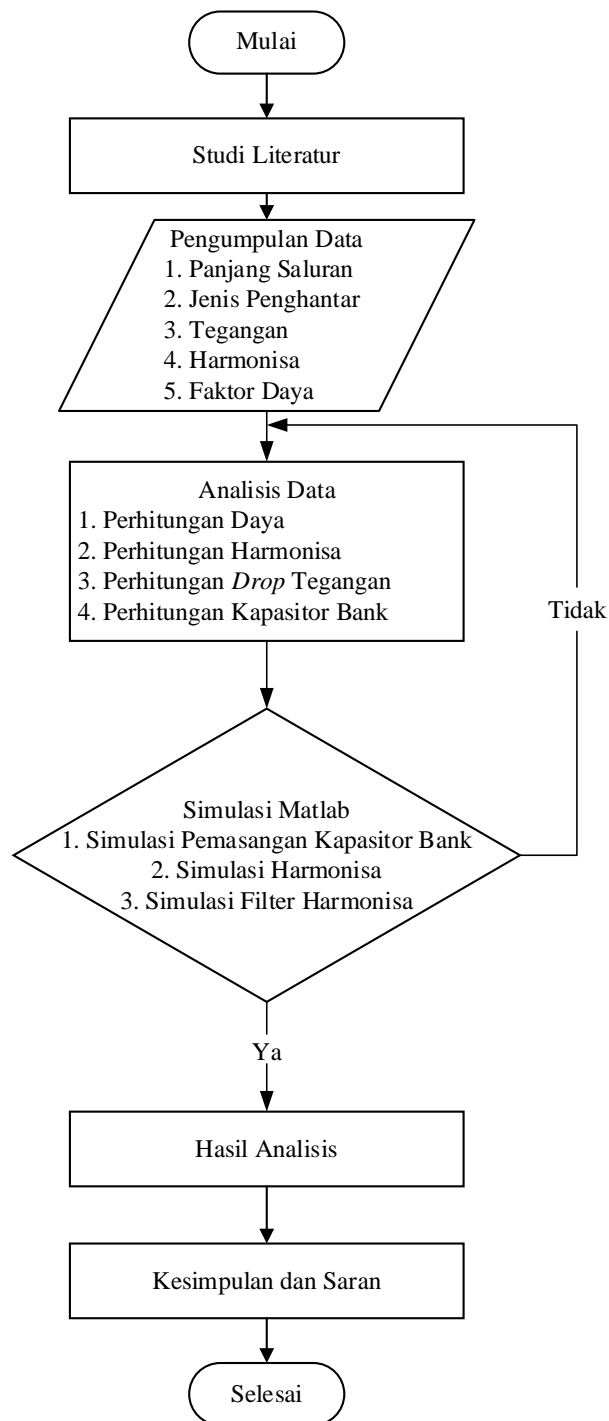 Mulai
Studi Literatur
Pengumpulan Data
1. Panjang Saluran
2. Jenis Penghantar
3. Tegangan
4. Harmonisa
5. Faktor Daya
Analisis Data
1. Perhitungan Daya
2. Perhitungan Harmonisa
3. Perhitungan Drop Tegangan
4. Perhitungan Kapasitor Bank
Tidak
Simulasi Matlab
1. Simulasi Pemasangan Kapasitor Bank
2. Simulasi Harmonisa
3. Simulasi Filter Harmonisa
Ya
Hasil Analisis
Kesimpulan dan Saran
Selesai